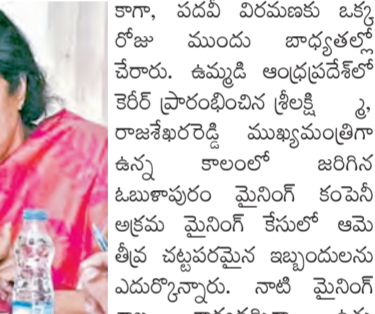 కాగా, పదవీ విరమణకు ఒక్క
రోజు ముందు బాధ్యతల్లో
చేరారు. ఉమ్మడి ఆంధ్రప్రదేశ్‌లో
కెరీర్ ప్రారంభించిన శ్రీలక్ష్మి
రాజశేఖరరెడ్డి ముఖ్యమంత్రిగా
ఉన్న కాలంలో జరిగిన
ఓబుళాపురం మైనింగ్ కంపెనీ
అక్రమ మైనింగ్ కేసులో ఆమె
తీవ్ర చట్టపరమైన ఇబ్బందులను
ఎదుర్కొన్నారు. నాటి మైనింగ్